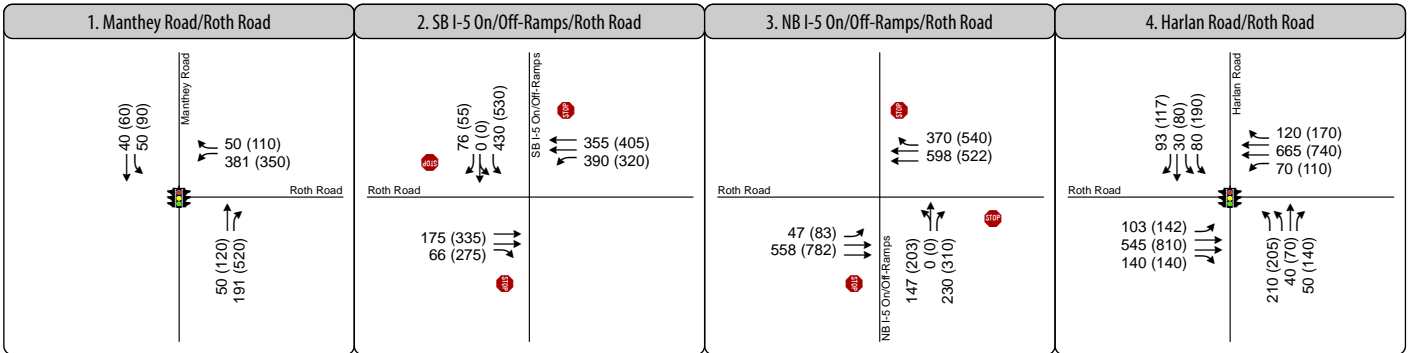 1. Manthey Road/Roth Road
Manthey Road
40 (60)
50 (90)
50 (110)
381 (350)
Roth Road
50 (120)
191 (520)
2. SB I-5 On/Off-Ramps/Roth Road
SB I-5 On/Off-Ramps
76 (55)
0 (0)
430 (530)
STOP
355 (405)
390 (320)
STOP
Roth Road
175 (335)
66 (275)
STOP
3. NB I-5 On/Off-Ramps/Roth Road
STOP
370 (540)
598 (522)
Roth Road
47 (83)
558 (782)
STOP
147 (203)
0 (0)
230 (310)
STOP
NB I-5 On/Off-Ramps
4. Harlan Road/Roth Road
Harlan Road
93 (117)
30 (80)
80 (190)
120 (170)
665 (740)
70 (110)
Roth Road
103 (142)
545 (810)
140 (140)
210 (205)
40 (70)
50 (140)